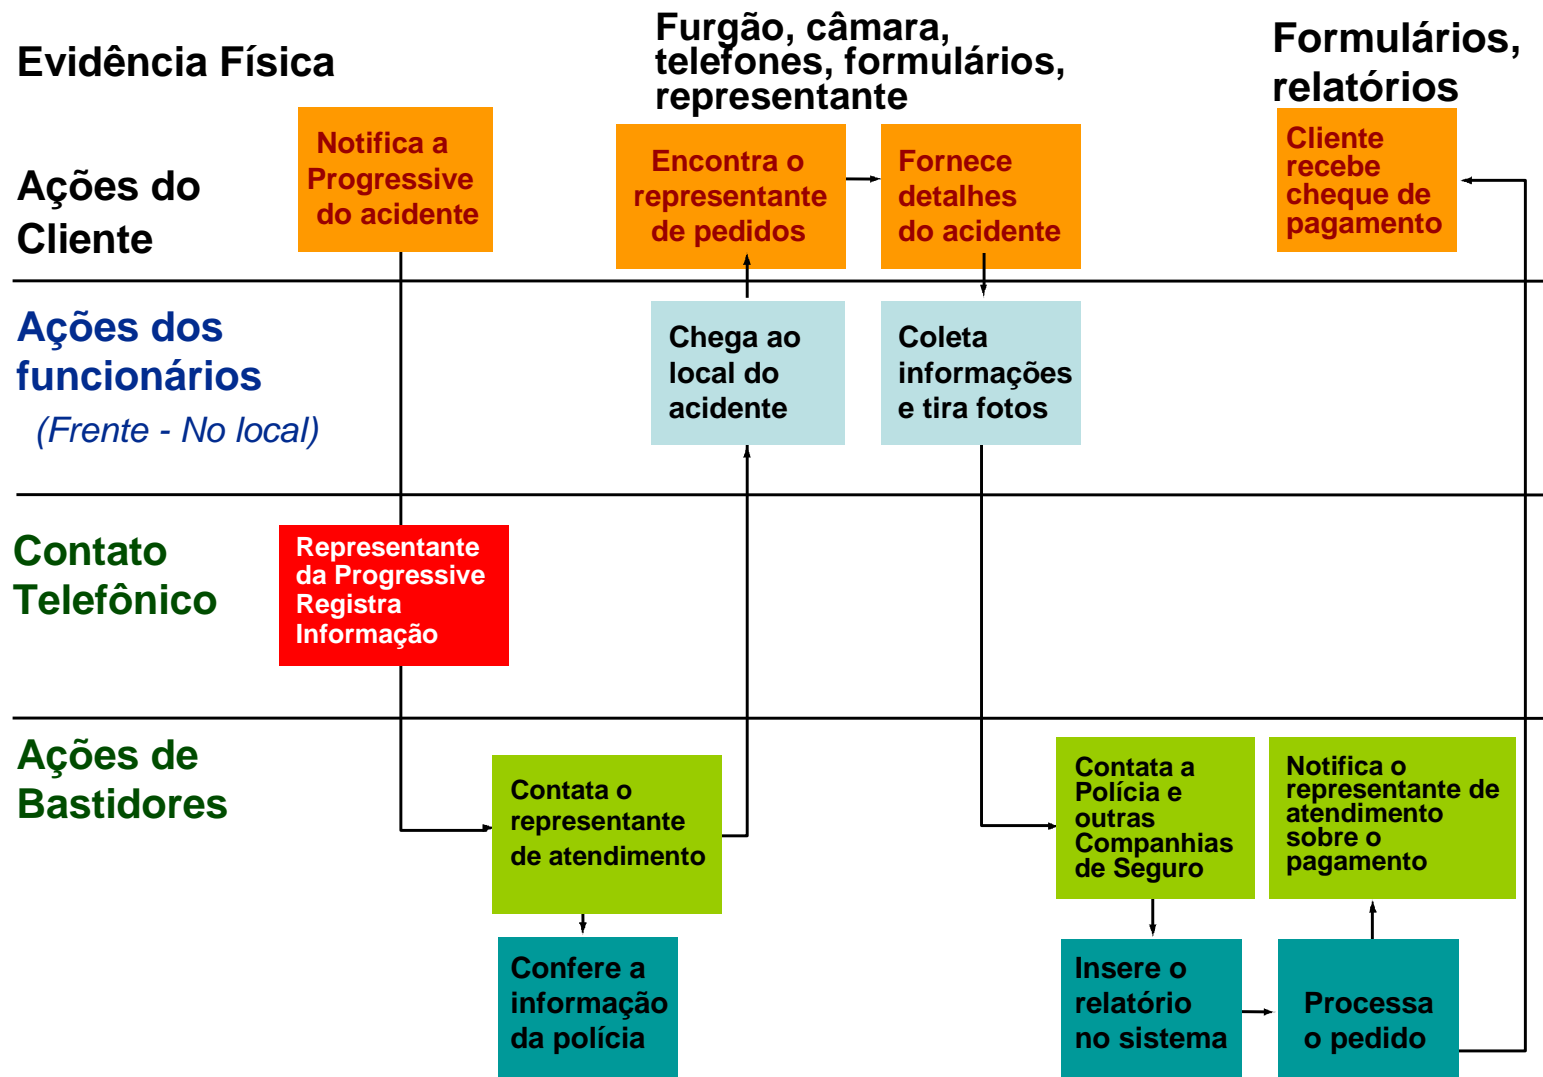 Evidência Física
Furgão, câmara,
telefones, formulários,
representante
Formulários,
relatórios
Ações do
Cliente
Notifica a
Progressive
do acidente
Encontra o
representante
de pedidos
Fornece
detalhes
do acidente
Cliente
recebe
cheque de
pagamento
Ações dos
funcionários
(Frente - No local)
Chega ao
local do
acidente
Coleta
informações
e tira fotos
Contato
Telefônico
Representante
da Progressive
Registra
Informação
Ações de
Bastidores
Contata o
representante
de atendimento
Contata a
Polícia e
outras
Companhias
de Seguro
Notifica o
representante de
atendimento
sobre o
pagamento
Confere a
informação
da polícia
Insere o
relatório
no sistema
Processa
o pedido